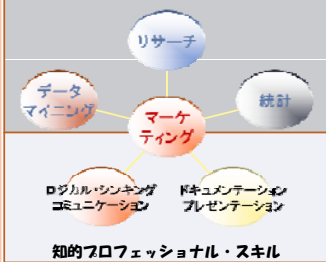 リサーチ
データ
マイニング
統計
マーケ
ティング
ロジカル・シンキング
コミュニケーション
ドキュメンテーション
プレゼンテーション
知的プロフェッショナル・スキル